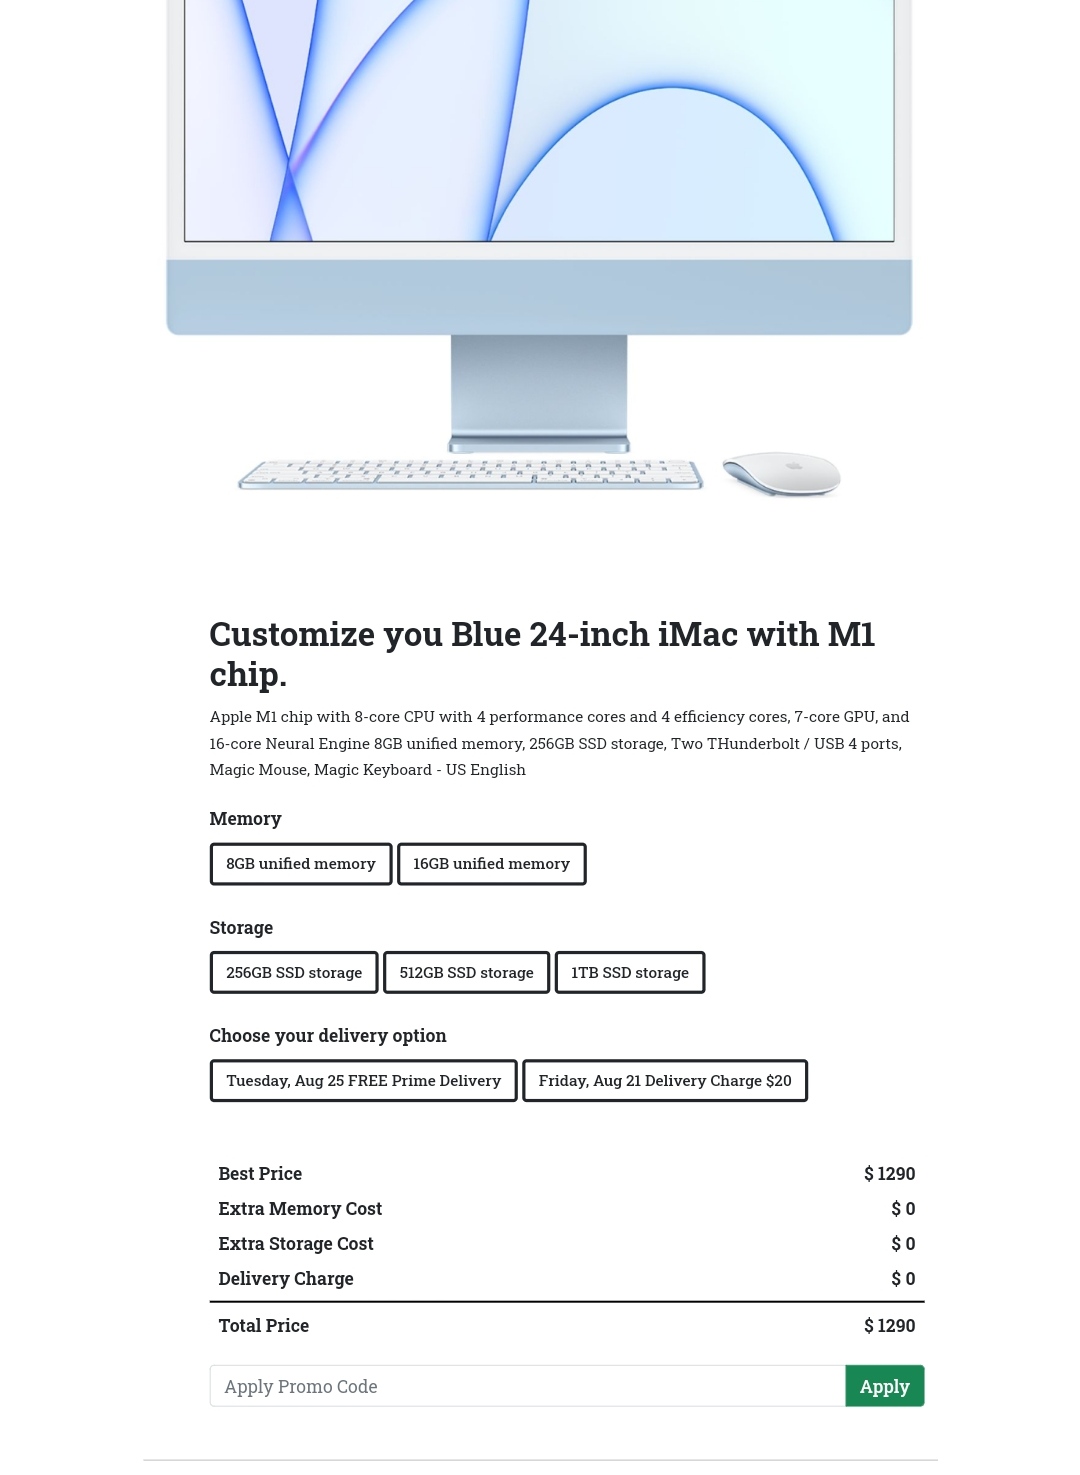 Customize you Blue 24-inch iMac with M1
chip.
Apple M1 chip with 8-core CPU with 4 performance cores and 4 efficiency cores, 7-core GPU, and
16-core Neural Engine 8GB unified memory, 256GB SSD storage, Two THunderbolt / USB 4 ports,
Magic Mouse, Magic Keyboard - US English
Memory
8GB unified memory 16GB unified memory
Storage
256GB SSD storage 512GB SSD storage 1TB SSD storage
Choose your delivery option
Tuesday, Aug 25 FREE Prime Delivery Friday, Aug 21 Delivery Charge $20
Best Price $ 1290
Extra Memory Cost $ 0
Extra Storage Cost $ 0
Delivery Charge $ 0
Total Price $ 1290
Apply Promo Code Apply